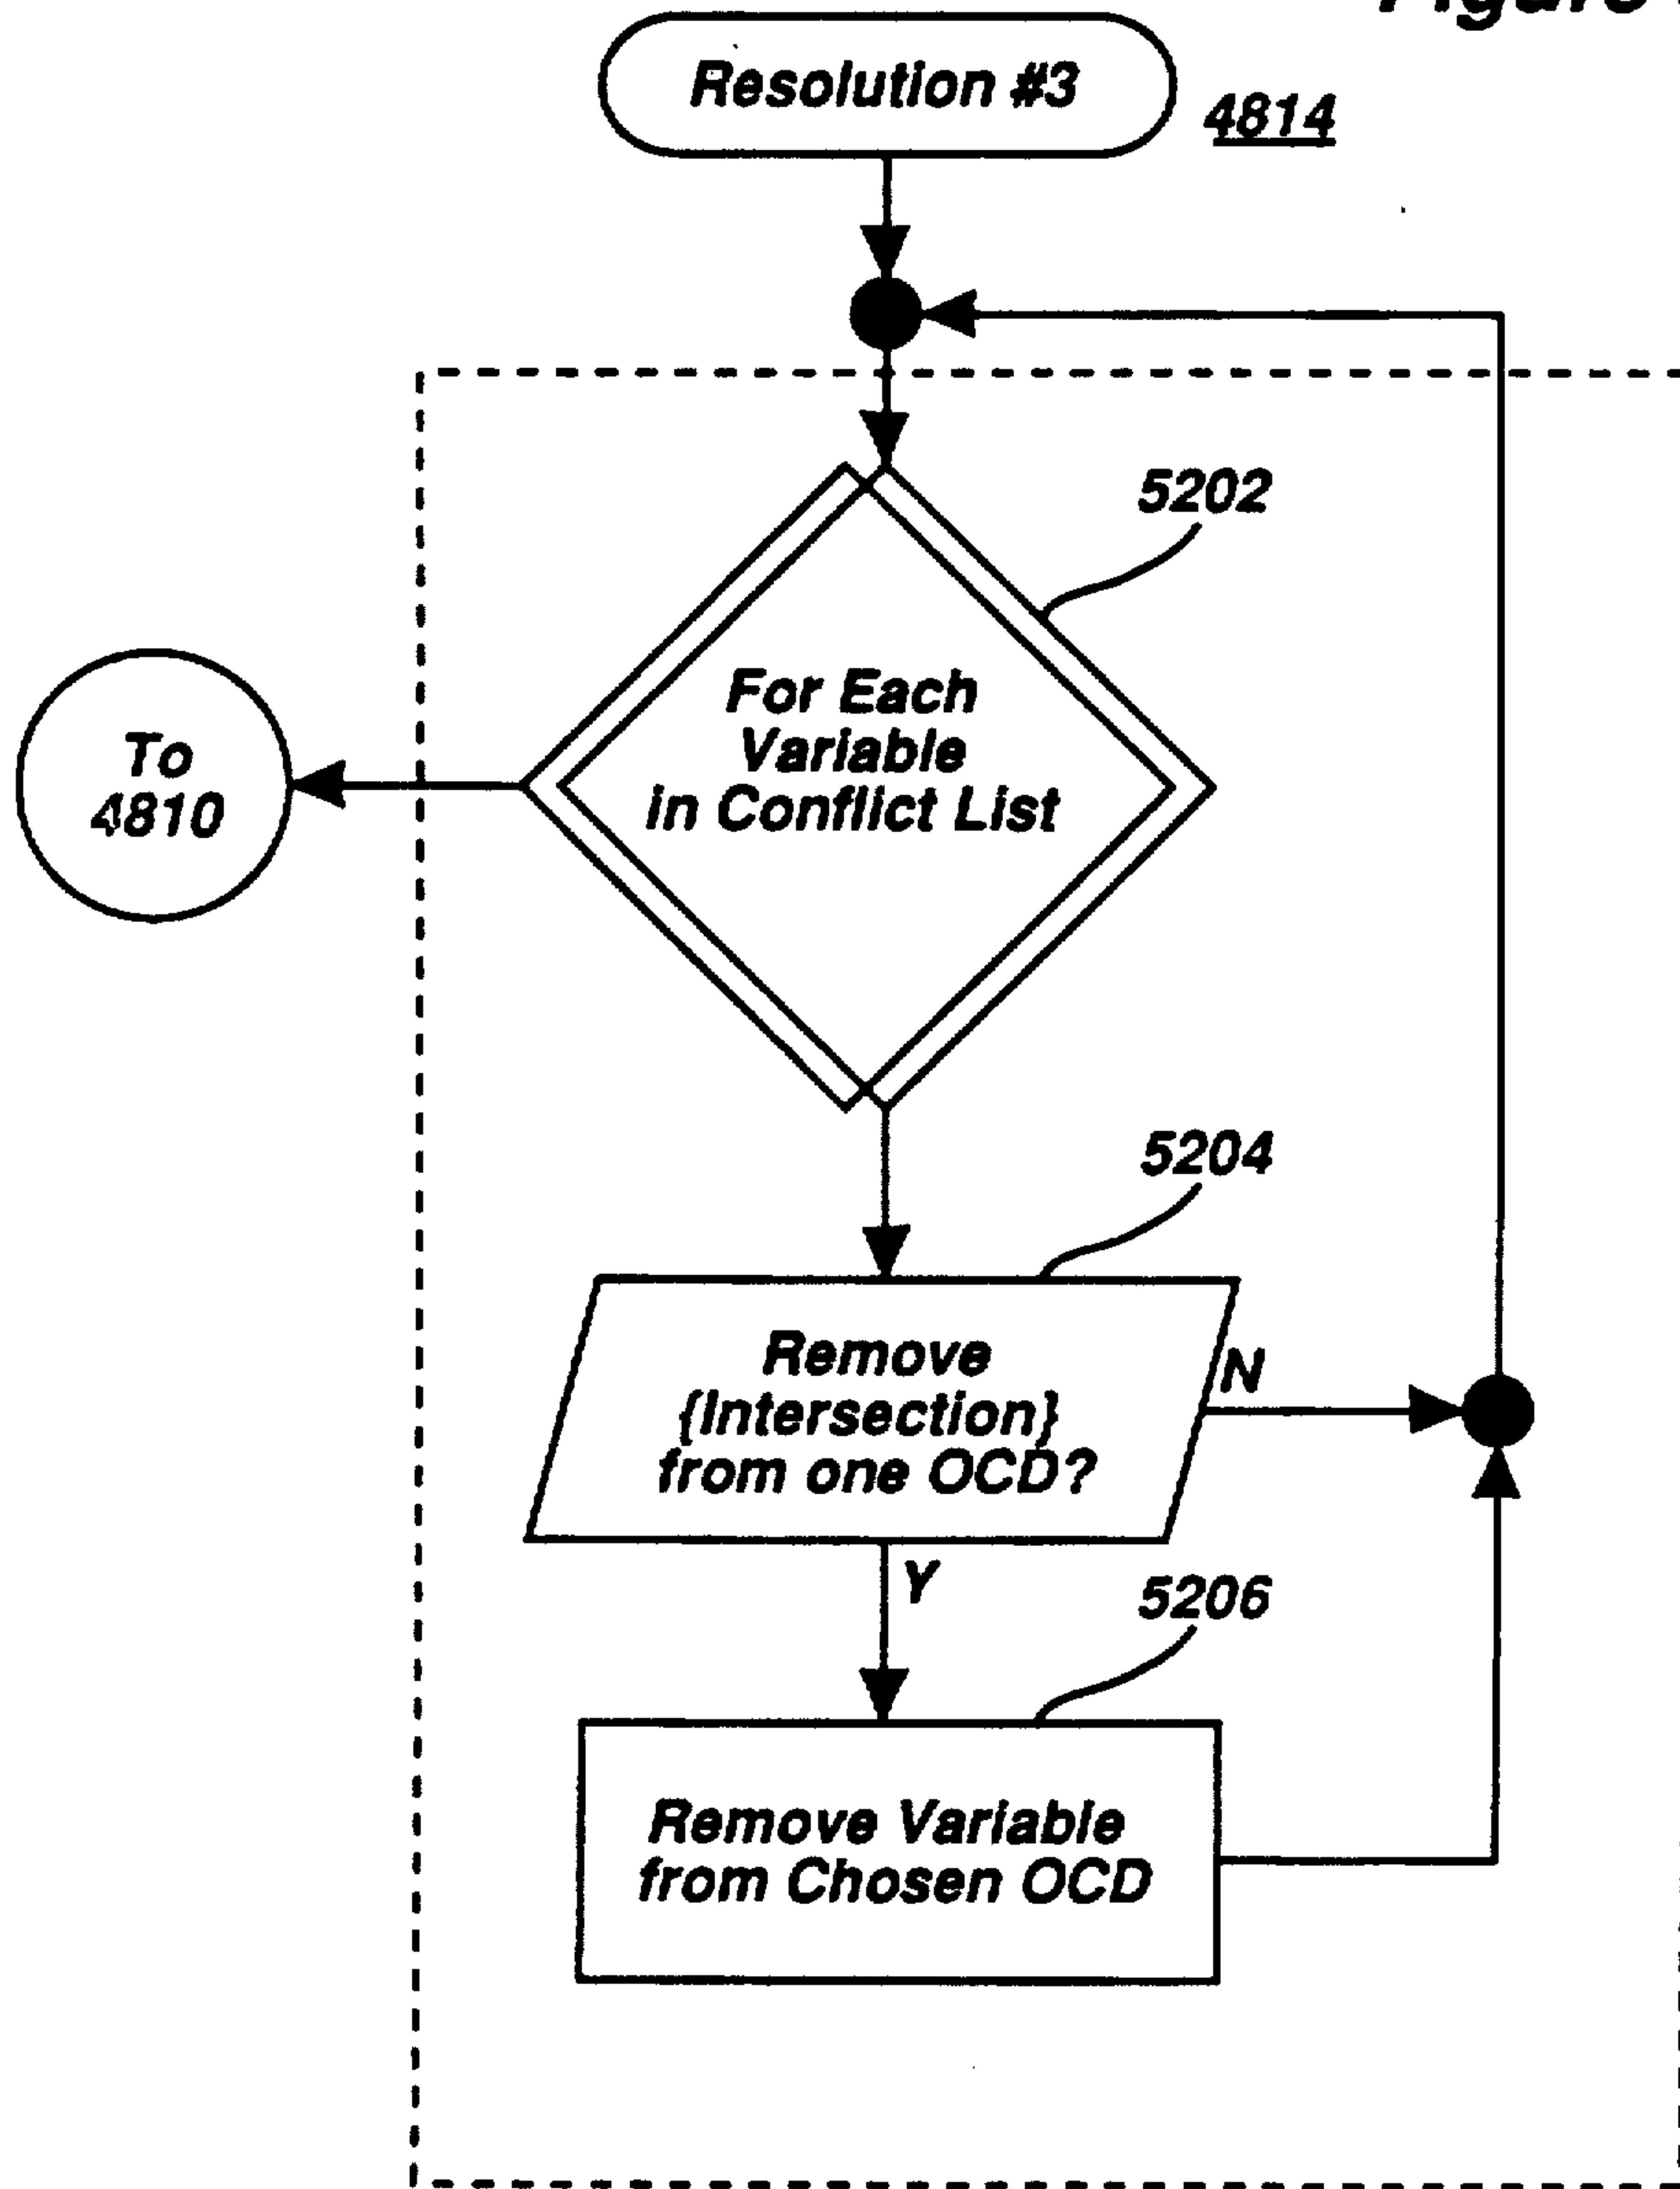 Figure
Resolution #3
4814
5202
For Each
Variable
in Conflict List
To
4810
5204
Remove
{Intersection}
from one OCD?
N
Y
5206
Remove Variable
from Chosen OCD